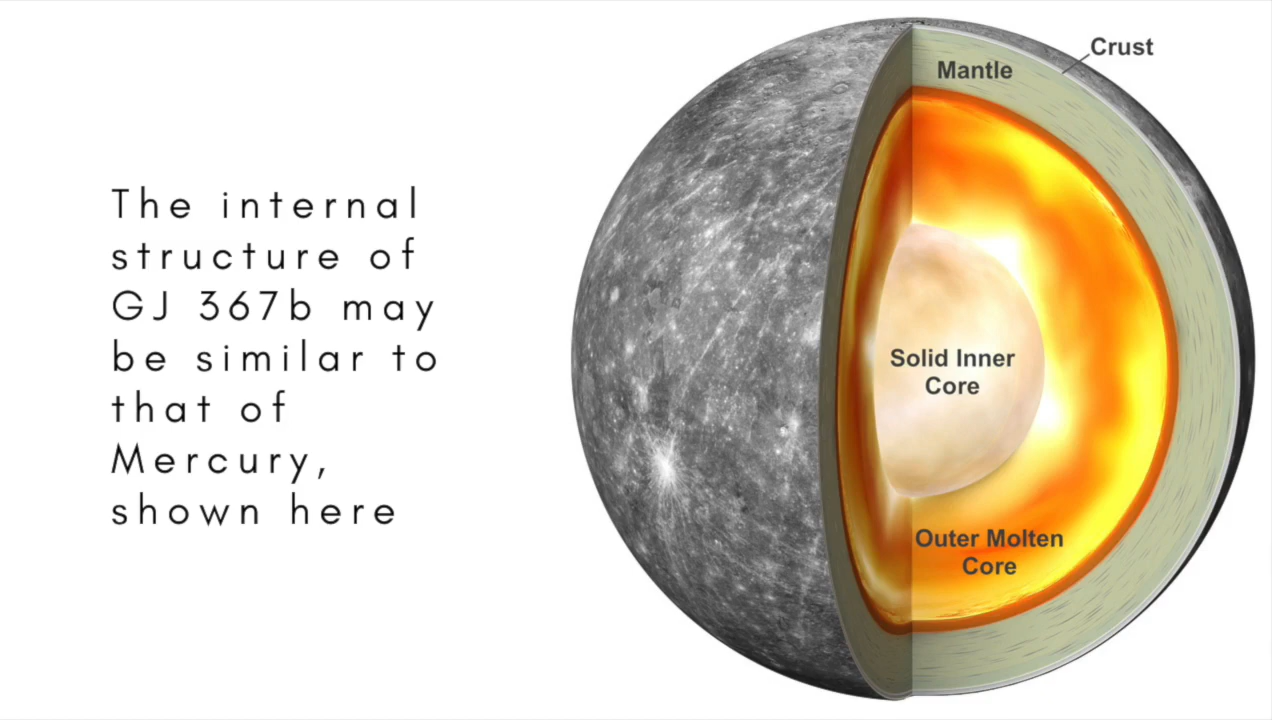 The internal
structure of
GJ 367b may
be similar to
that of
Mercury,
shown here
Crust
Mantle
Solid Inner
Core
Outer Molten
Core